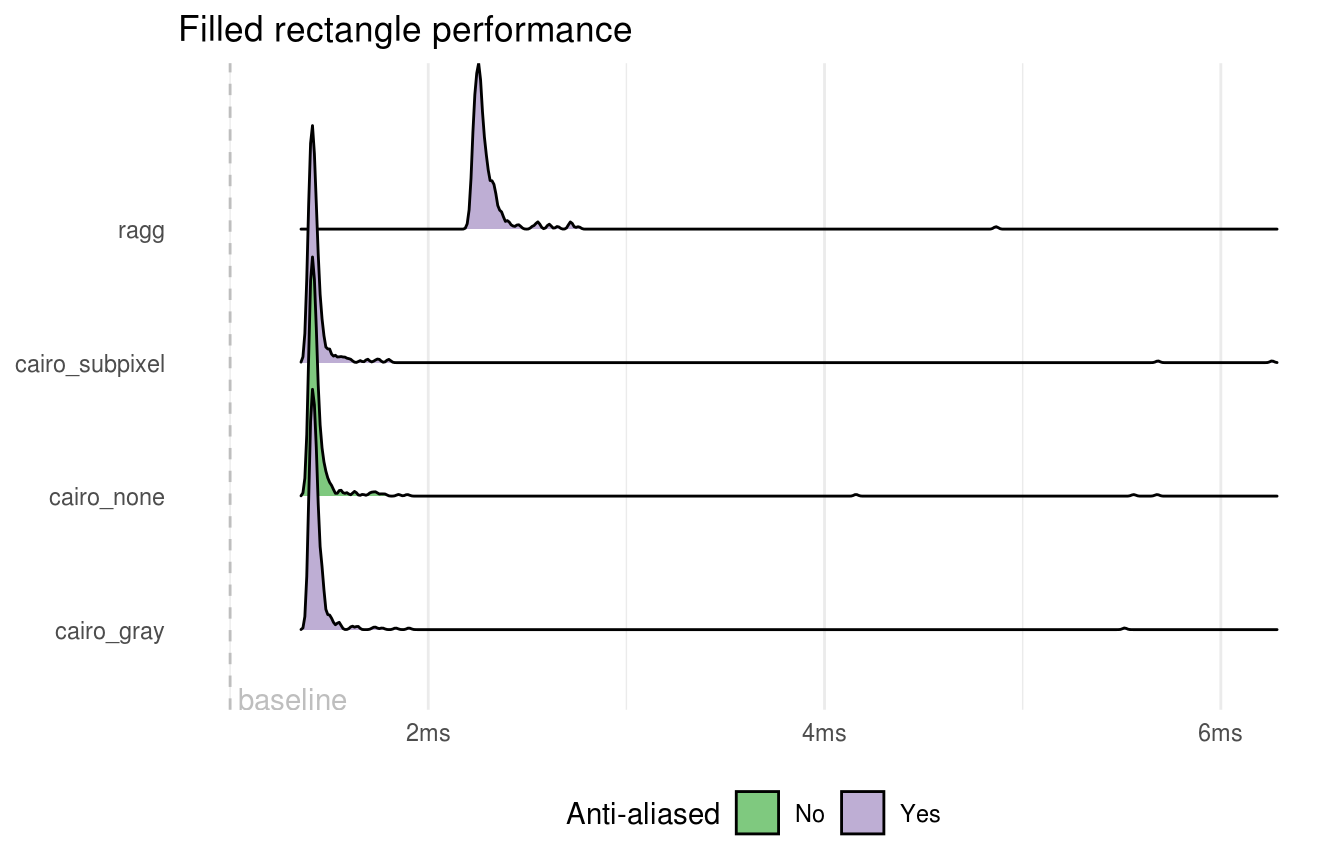 Filled rectangle performance
ragg
cairo_subpixel
cairo_none
cairo_gray
baseline
2ms 4ms 6ms
Anti-aliased No Yes